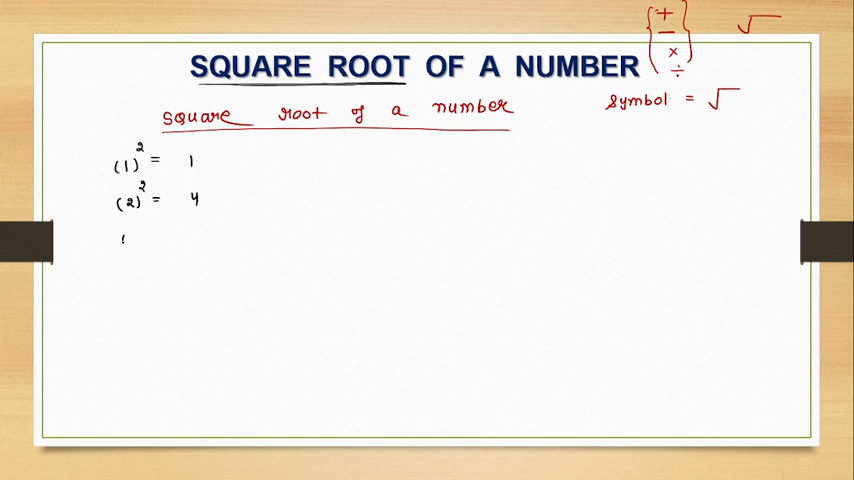 +
−
×
÷
√
SQUARE ROOT OF A NUMBER
square root of a number
symbol = √
(1)² = 1
(2)² = 4
(